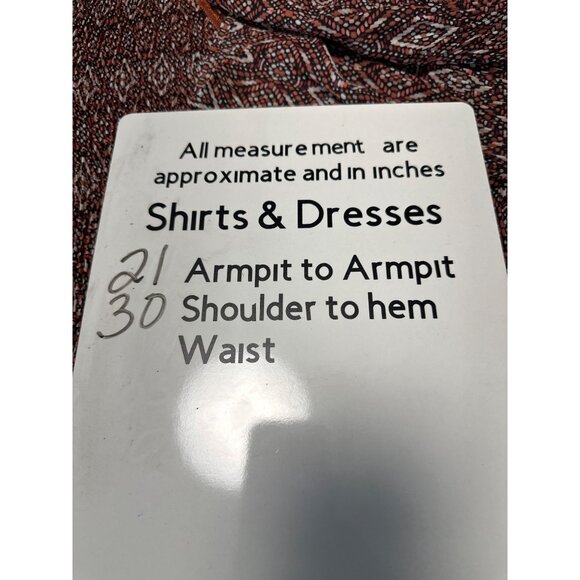 All measurement are
approximate and in inches
Shirts & Dresses
21 Armpit to Armpit
30 Shoulder to hem
Waist